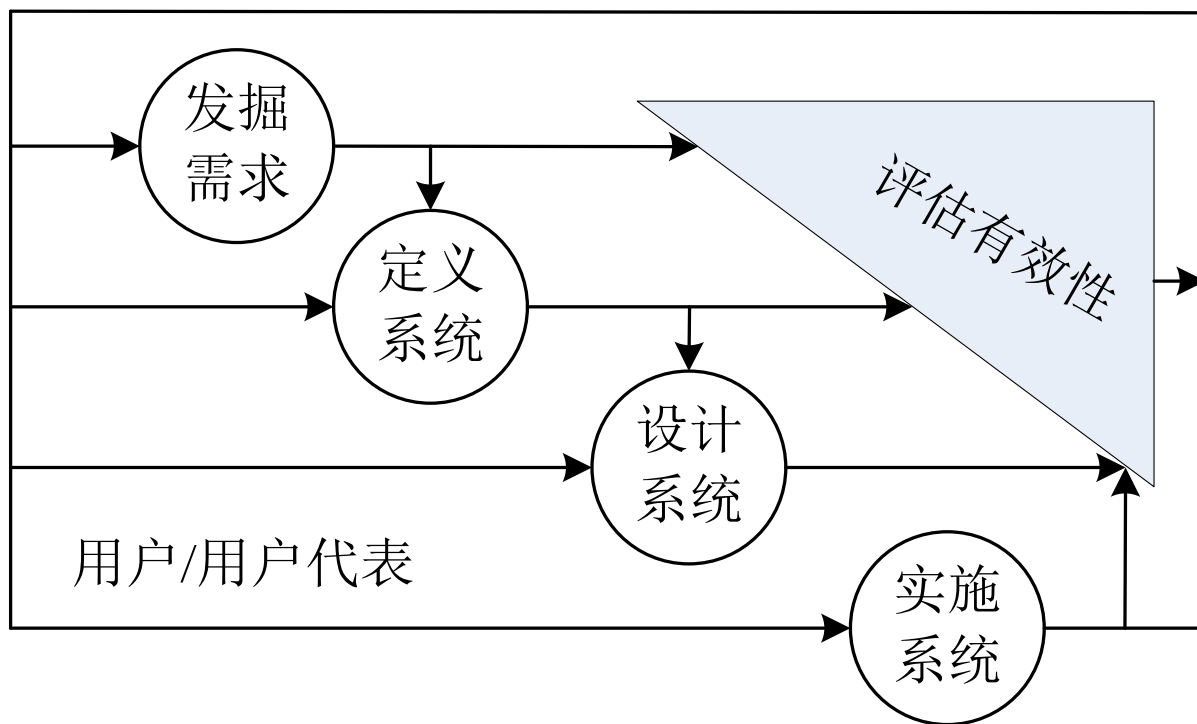 发掘
需求
评估有效性
定义
系统
设计
系统
用户/用户代表
实施
系统